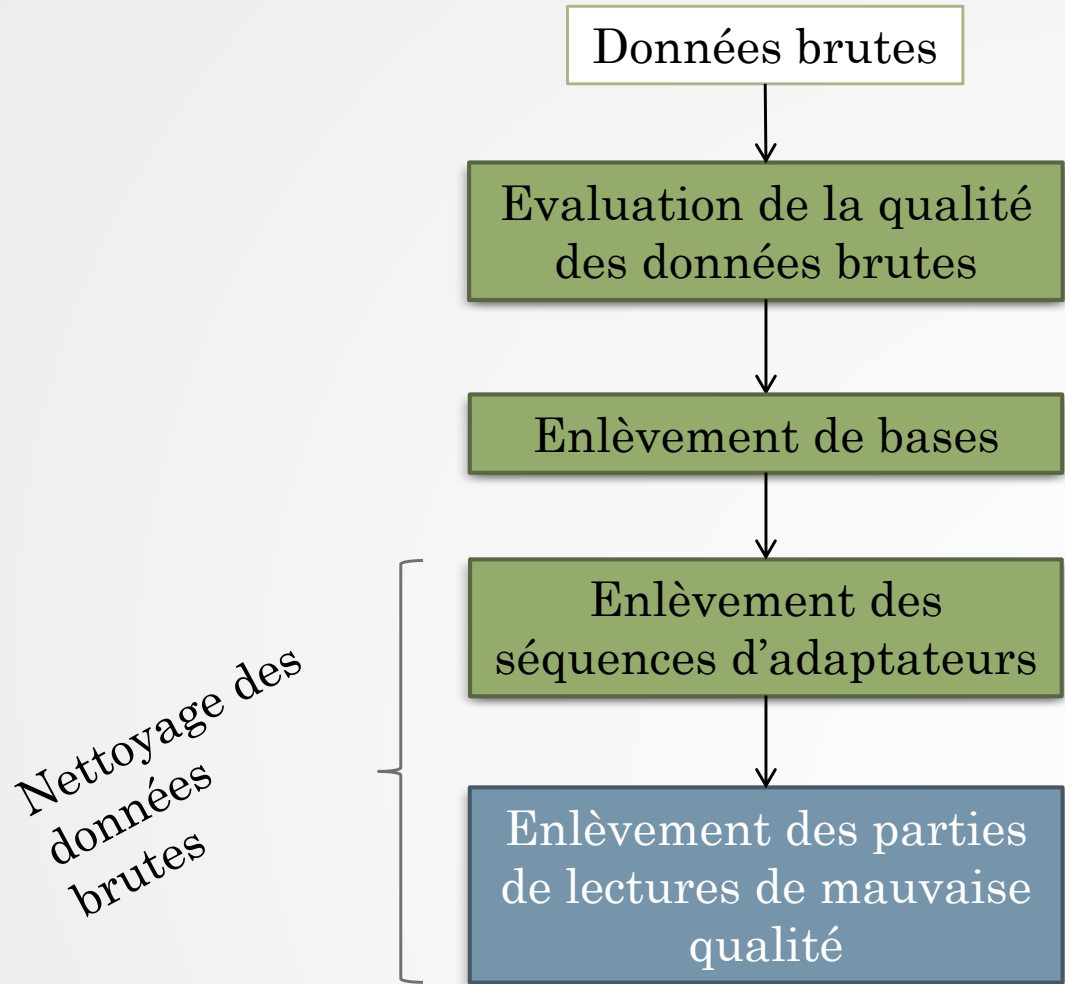 Données brutes
Evaluation de la qualité
des données brutes
Enlèvement de bases
Enlèvement des
séquences d’adaptateurs
Nettoyage des
données
brutes
Enlèvement des parties
de lectures de mauvaise
qualité